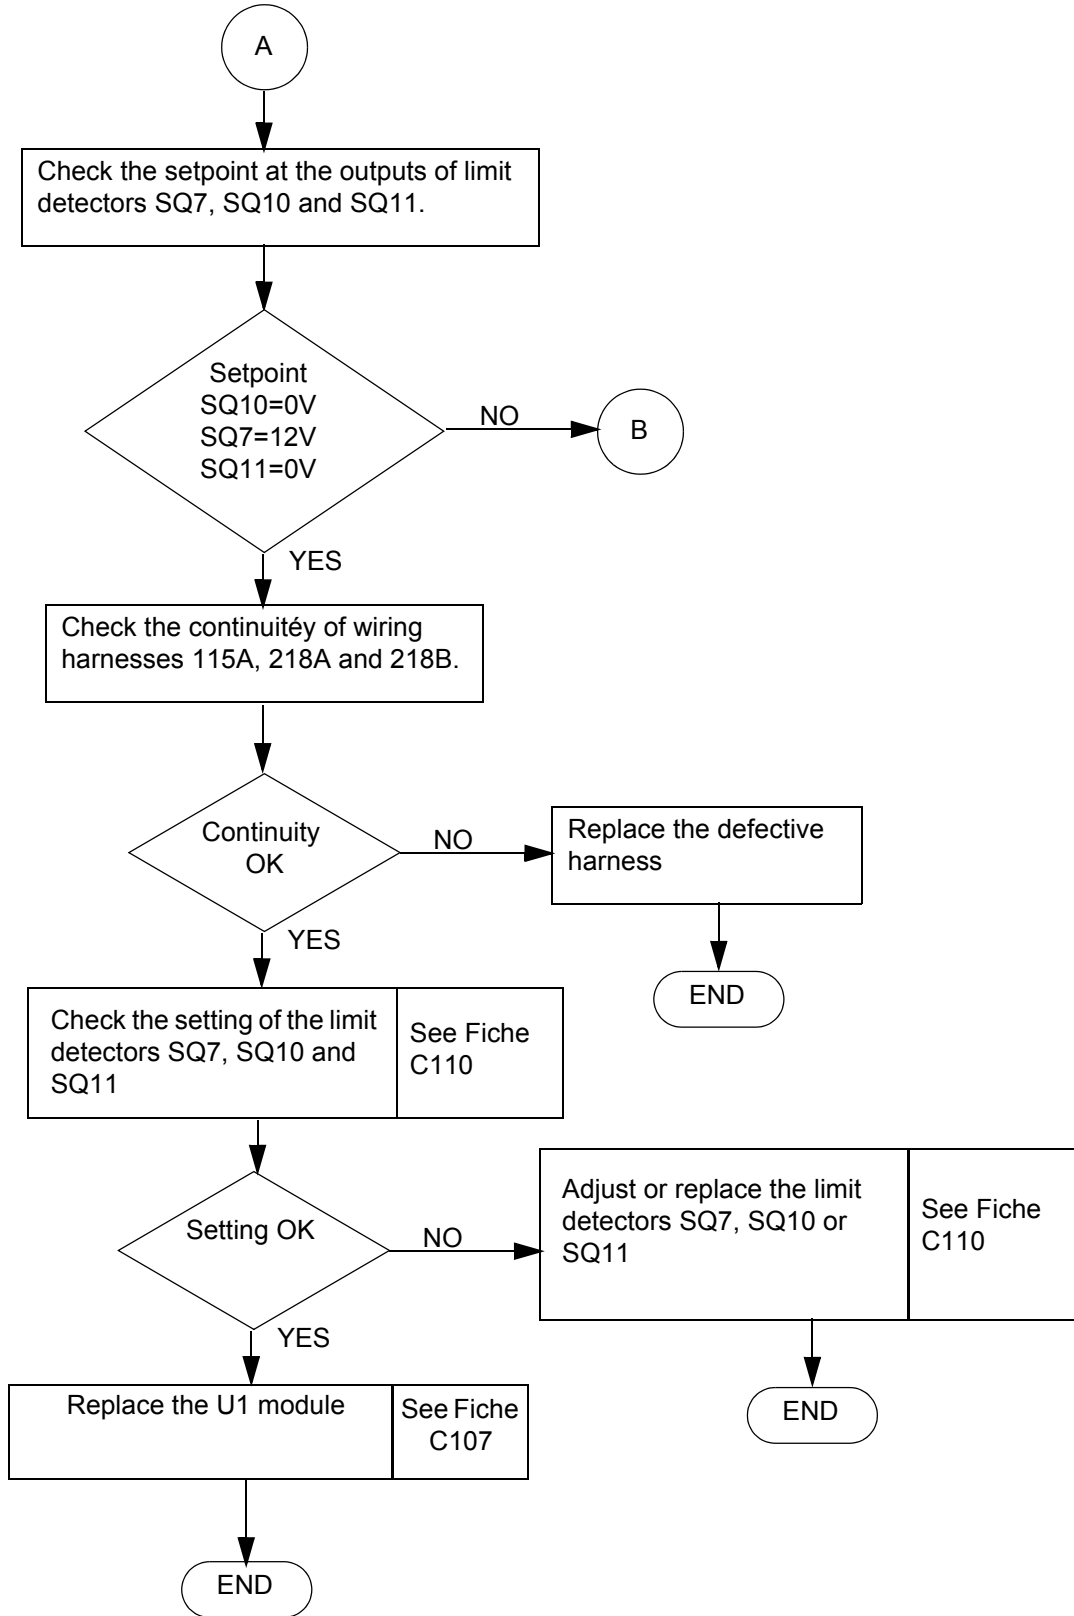 A
Check the setpoint at the outputs of limit
detectors SQ7, SQ10 and SQ11.
Setpoint
SQ10=0V
SQ7=12V
SQ11=0V
NO
B
YES
Check the continuitéy of wiring
harnesses 115A, 218A and 218B.
Continuity
OK
NO
Replace the defective
harness
END
YES
Check the setting of the limit
detectors SQ7, SQ10 and
SQ11
See Fiche
C110
Setting OK
NO
Adjust or replace the limit
detectors SQ7, SQ10 or
SQ11
See Fiche
C110
END
YES
Replace the U1 module
See Fiche
C107
END